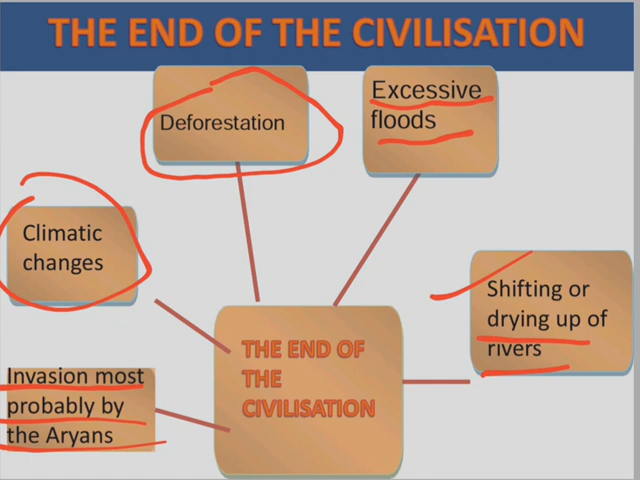 THE END OF THE CIVILISATION
Deforestation
Excessive
floods
Climatic
changes
Shifting or
drying up of
rivers
THE END OF
THE
CIVILISATION
Invasion most
probably by
the Aryans